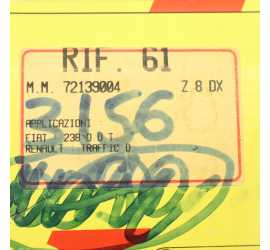 RIF. 61
M.M. 72139004 Z 8 DX
3156
APPLICAZIONI
FIAT 238 D D T
RENAULT TRAFFIC D